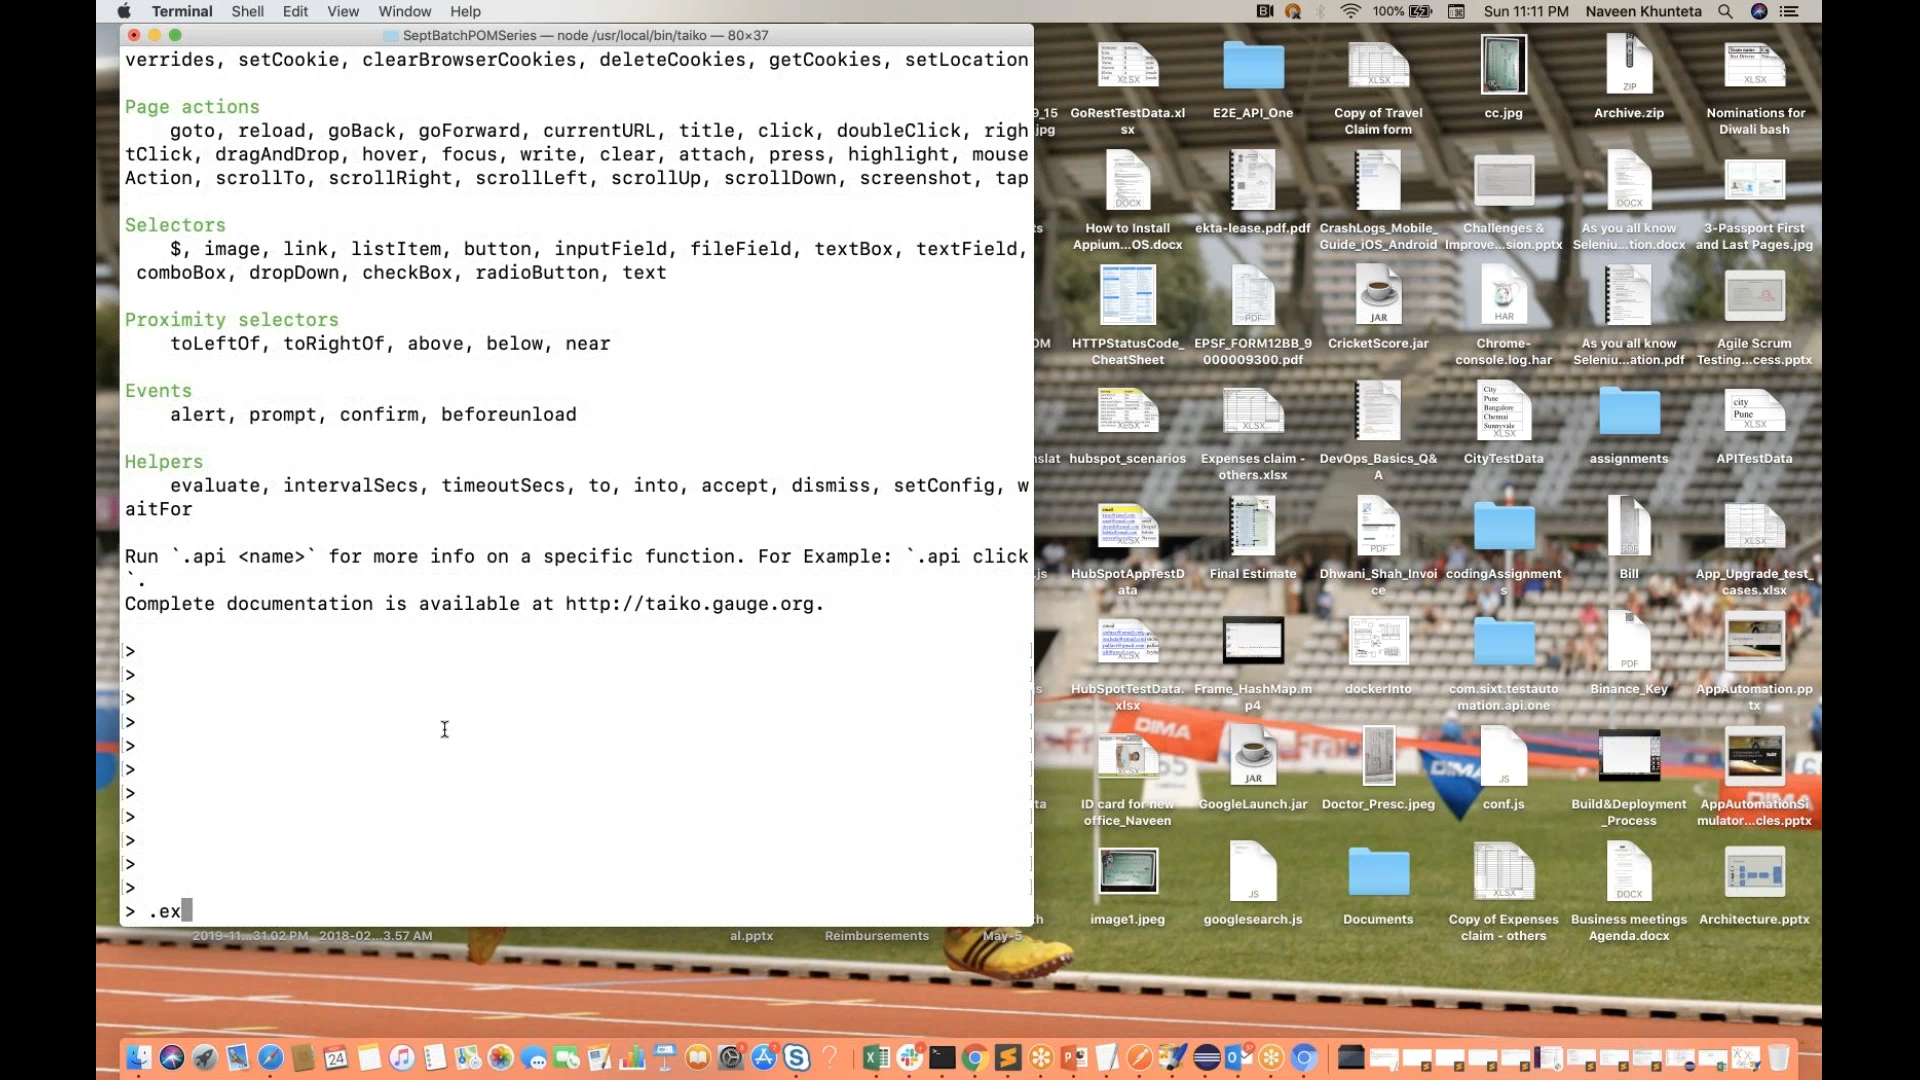 Terminal Shell Edit View Window Help
100% Sun 11:11 PM Naveen Khunteta
SeptBatchPOMSeries — node /usr/local/bin/taiko — 80×37
verrides, setCookie, clearBrowserCookies, deleteCookies, getCookies, setLocation
Page actions
goto, reload, goBack, goForward, currentURL, title, click, doubleClick, righ
tClick, dragAndDrop, hover, focus, write, clear, attach, press, highlight, mouse
Action, scrollTo, scrollRight, scrollLeft, scrollUp, scrollDown, screenshot, tap
Selectors
$, image, link, listItem, button, inputField, fileField, textBox, textField,
comboBox, dropDown, checkBox, radioButton, text
Proximity selectors
toLeftOf, toRightOf, above, below, near
Events
alert, prompt, confirm, beforeunload
Helpers
evaluate, intervalSecs, timeoutSecs, to, into, accept, dismiss, setConfig, w
aitFor
Run `.api <name>` for more info on a specific function. For Example: `.api click
`.
Complete documentation is available at http://taiko.gauge.org.
>
>
>
>
>
>
>
>
>
>
>
> .ex
GoRestTestData.xl
sx
E2E_API_One
Copy of Travel
Claim form
cc.jpg
Archive.zip
Nominations for
Diwali bash
How to Install
Appium...OS.docx
ekta-lease.pdf.pdf
CrashLogs_Mobile_
Guide_iOS_Android
Challenges &
Improve...sion.pptx
As you all know
Seleniu...tion.docx
3-Passport First
and Last Pages.jpg
HTTPStatusCode_
CheatSheet
EPSF_FORM12BB_9
000009300.pdf
CricketScore.jar
Chrome-
console.log.har
As you all know
Seleniu...ation.pdf
Agile Scrum
Testing...cess.pptx
hubspot_scenarios
Expenses claim -
others.xlsx
DevOps_Basics_Q&
A
CityTestData
assignments
APITestData
HubSpotAppTestD
ata
Final Estimate
Dhwani_Shah_Invoi
ce
codingAssignment
s
Bill
App_Upgrade_test_
cases.xlsx
HubSpotTestData.
xlsx
Frame_HashMap.m
p4
dockerInto
com.sixt.testauto
mation.api.one
Binance_Key
AppAutomation.pp
tx
ID card for new
office_Naveen
GoogleLaunch.jar
Doctor_Presc.jpeg
conf.js
Build&Deployment
_Process
AppAutomationSi
mulator...cles.pptx
image1.jpeg
googlesearch.js
Documents
Copy of Expenses
claim - others
Business meetings
Agenda.docx
Architecture.pptx
2019-11...31.02 PM 2018-02...3.57 AM al.pptx Reimbursements May-5